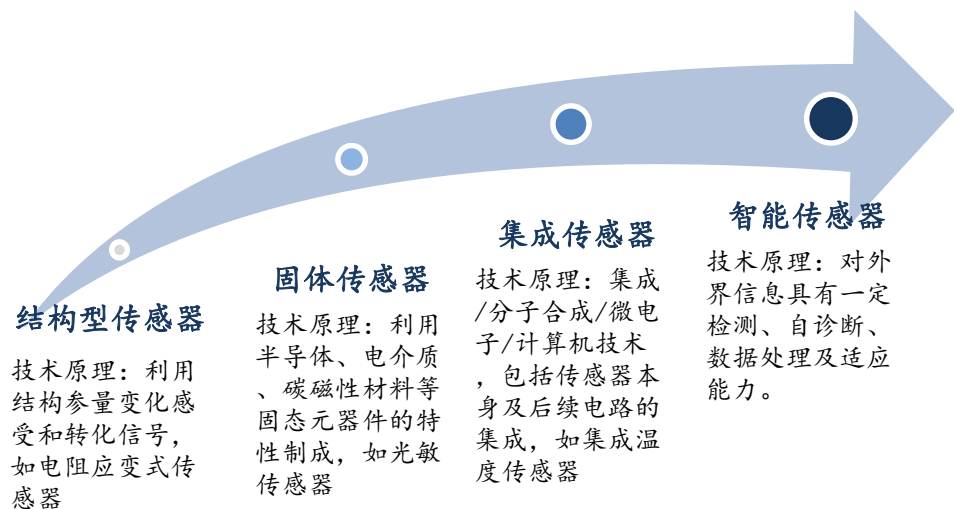 结构型传感器
技术原理：利用
结构参量变化感
受和转化信号，
如电阻应变式传
感器
固体传感器
技术原理：利用
半导体、电介质
、碳磁性材料等
固态元器件的特
性制成，如光敏
传感器
集成传感器
技术原理：集成
/分子合成/微电
子/计算机技术
，包括传感器本
身及后续电路的
集成，如集成温
度传感器
智能传感器
技术原理：对外
界信息具有一定
检测、自诊断、
数据处理及适应
能力。